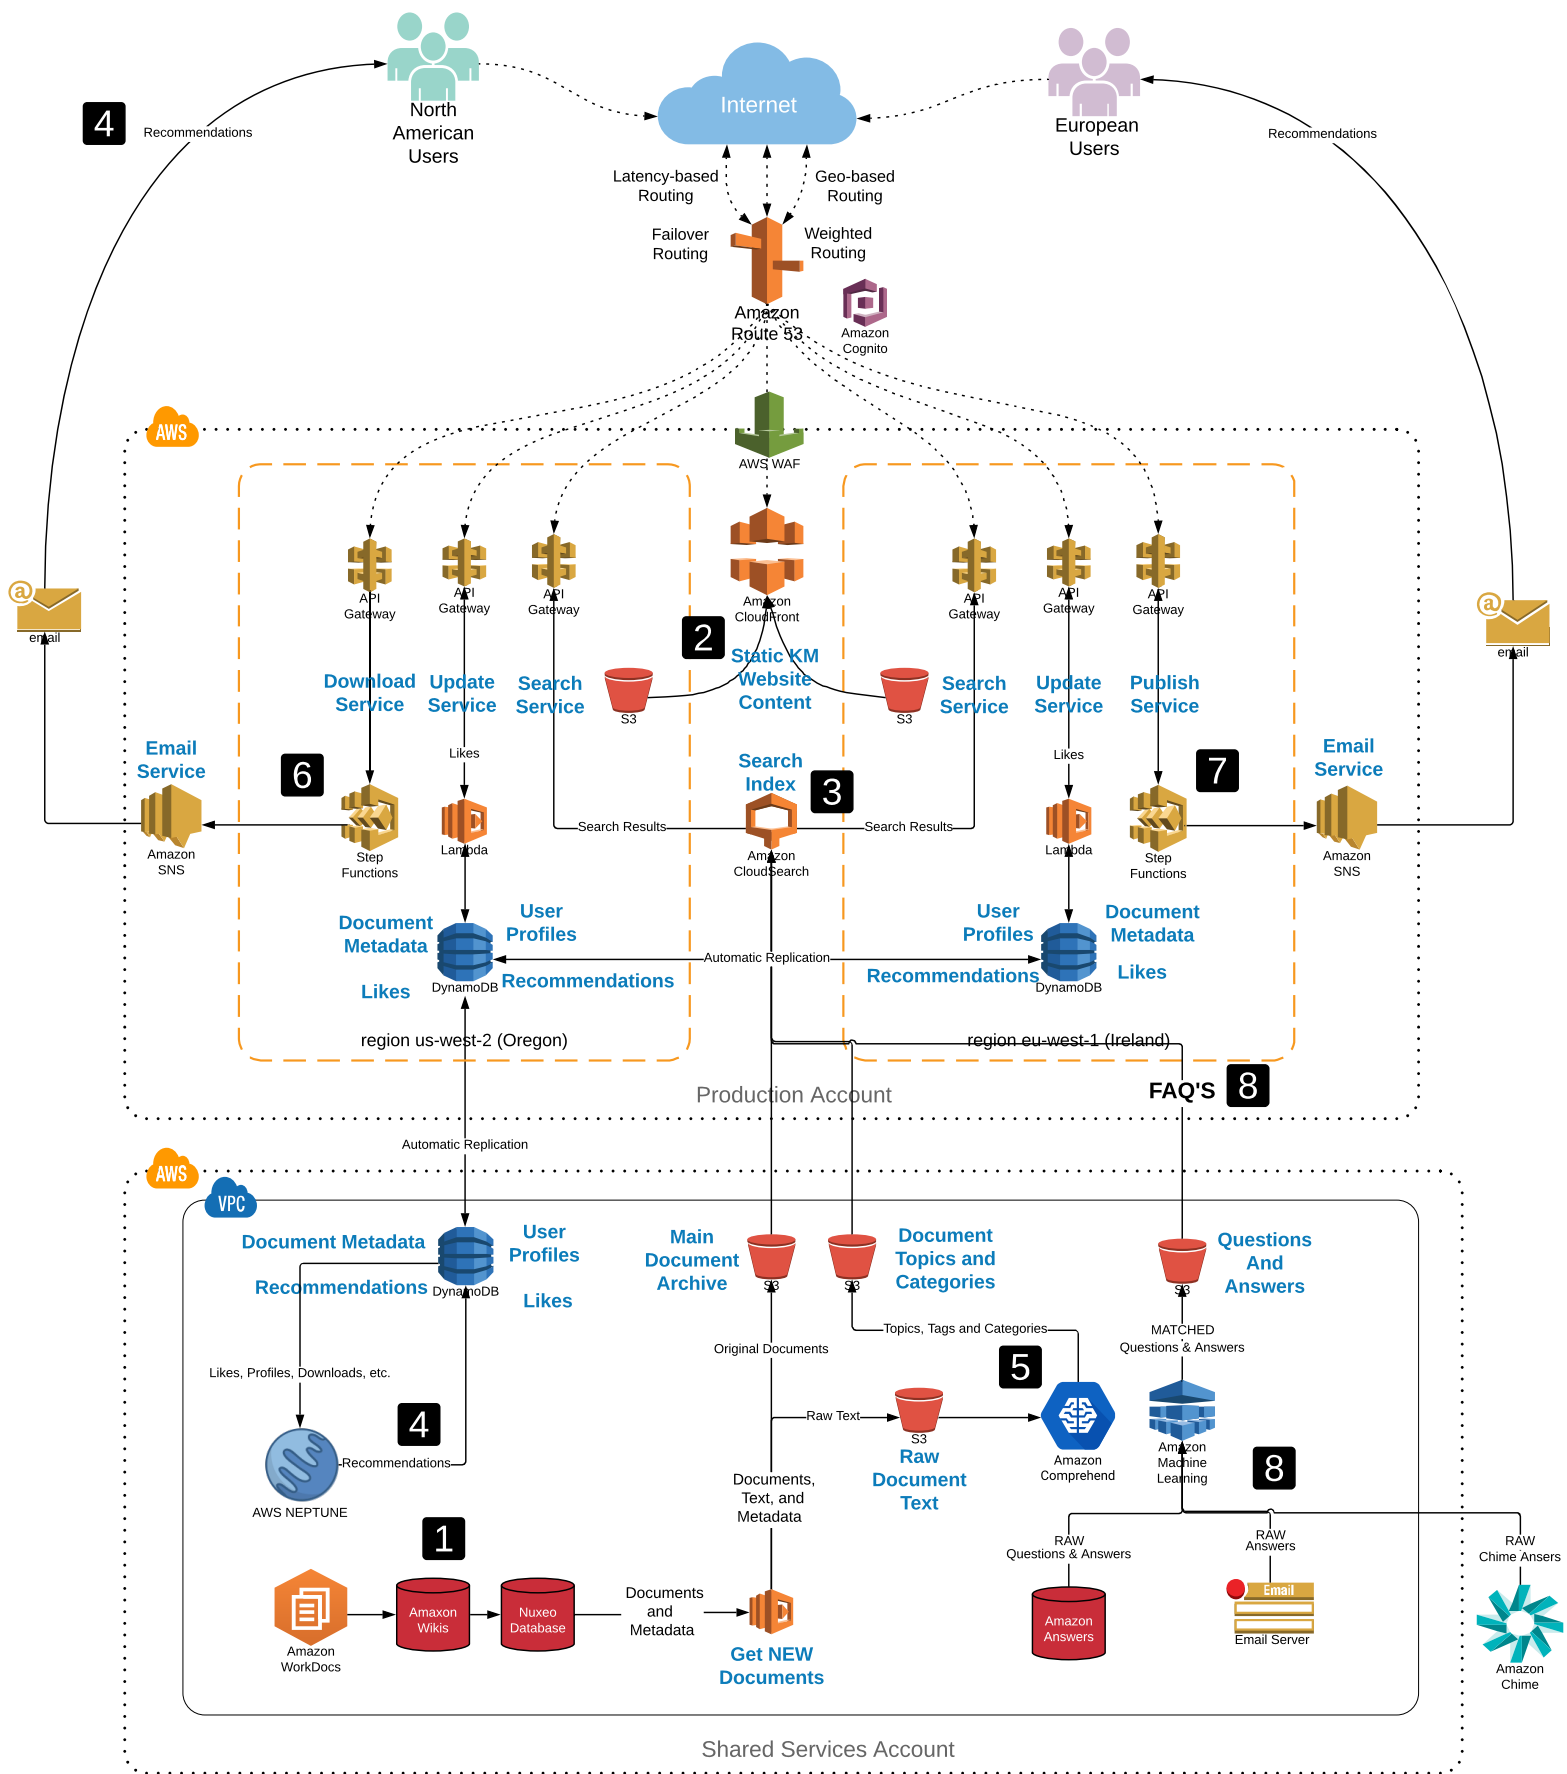 North
American
Users
Internet
European
Users
4
Recommendations
Recommendations
Latency-based
Routing
Geo-based
Routing
Failover
Routing
Weighted
Routing
Amazon
Route 53
Amazon
Cognito
AWS
AWS WAF
API
Gateway
API
Gateway
API
Gateway
Amazon
CloudFront
API
Gateway
API
Gateway
API
Gateway
email
email
2
Download
Service
Update
Service
Search
Service
S3
Static KM
Website
Content
S3
Search
Service
Update
Service
Publish
Service
Email
Service
6
Likes
Search
Index
3
Likes
7
Email
Service
Amazon
SNS
Step
Functions
Lambda
Search Results
Amazon
CloudSearch
Search Results
Lambda
Step
Functions
Amazon
SNS
Document
Metadata
User
Profiles
User
Profiles
Document
Metadata
Likes
DynamoDB
Recommendations
Automatic Replication
Recommendations
DynamoDB
Likes
region us-west-2 (Oregon)
region eu-west-1 (Ireland)
Production Account
FAQ'S
8
Automatic Replication
AWS
VPC
Document Metadata
Recommendations
DynamoDB
User
Profiles
Likes
Main
Document
Archive
S3
S3
Document
Topics and
Categories
S3
Questions
And
Answers
Likes, Profiles, Downloads, etc.
Original Documents
Topics, Tags and Categories
MATCHED
Questions & Answers
5
4
Recommendations
AWS NEPTUNE
Raw Text
S3
Raw
Document
Text
Amazon
Comprehend
Amazon
Machine
Learning
8
Documents,
Text, and
Metadata
1
RAW
Questions & Answers
RAW
Answers
RAW
Chime Ansers
Amazon
WorkDocs
Amaxon
Wikis
Nuxeo
Database
Documents
and
Metadata
Get NEW
Documents
Amazon
Answers
Email
Email Server
Amazon
Chime
Shared Services Account